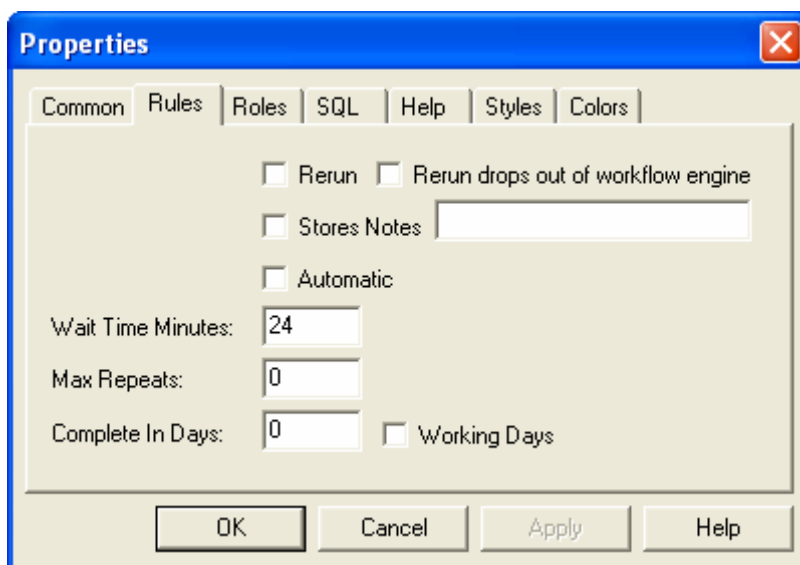 Properties
Common Rules Roles SQL Help Styles Colors
Rerun Rerun drops out of workflow engine
Stores Notes
Automatic
Wait Time Minutes: 24
Max Repeats: 0
Complete In Days: 0 Working Days
OK Cancel Apply Help